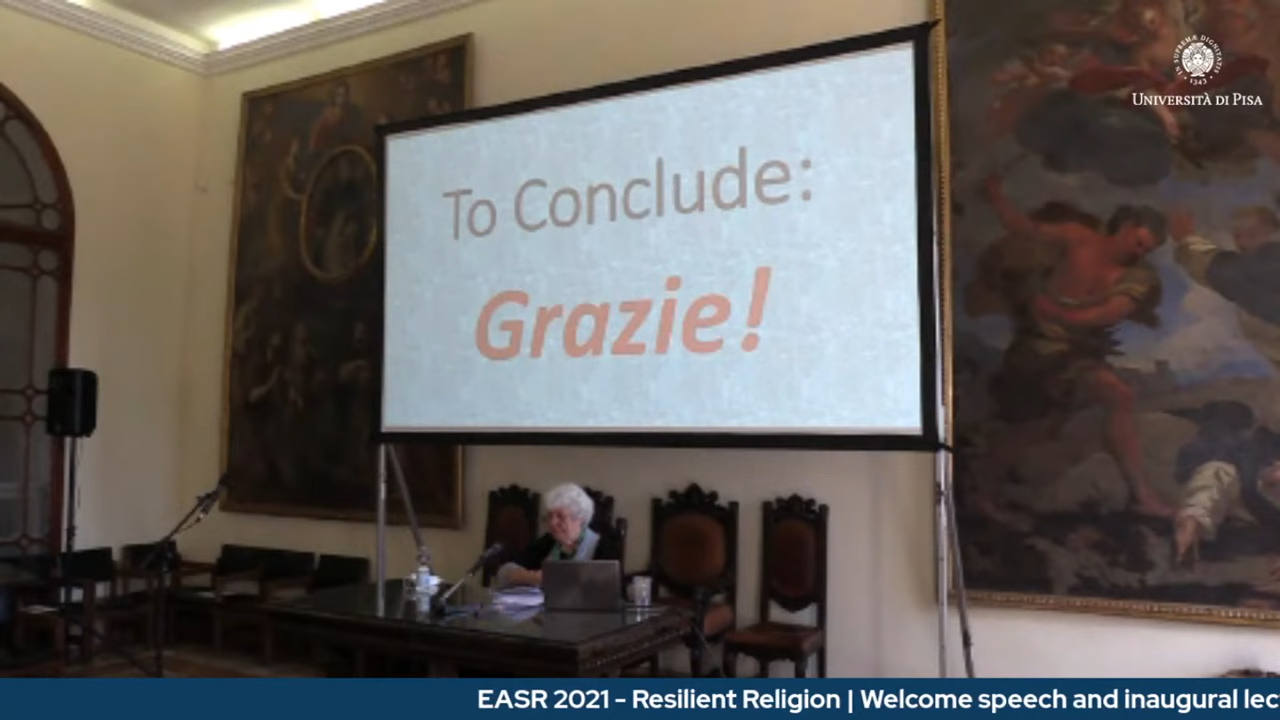 To Conclude:
Grazie!
UNIVERSITÀ DI PISA
EASR 2021 - Resilient Religion | Welcome speech and inaugural lec